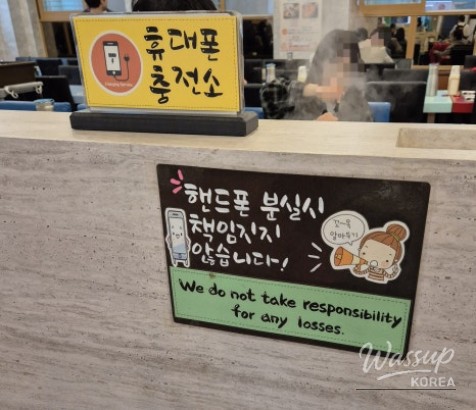 휴대폰
충전소
핸드폰 분실시
책임지지
않습니다!
We do not take responsibility
for any losses.
Wassup
KOREA